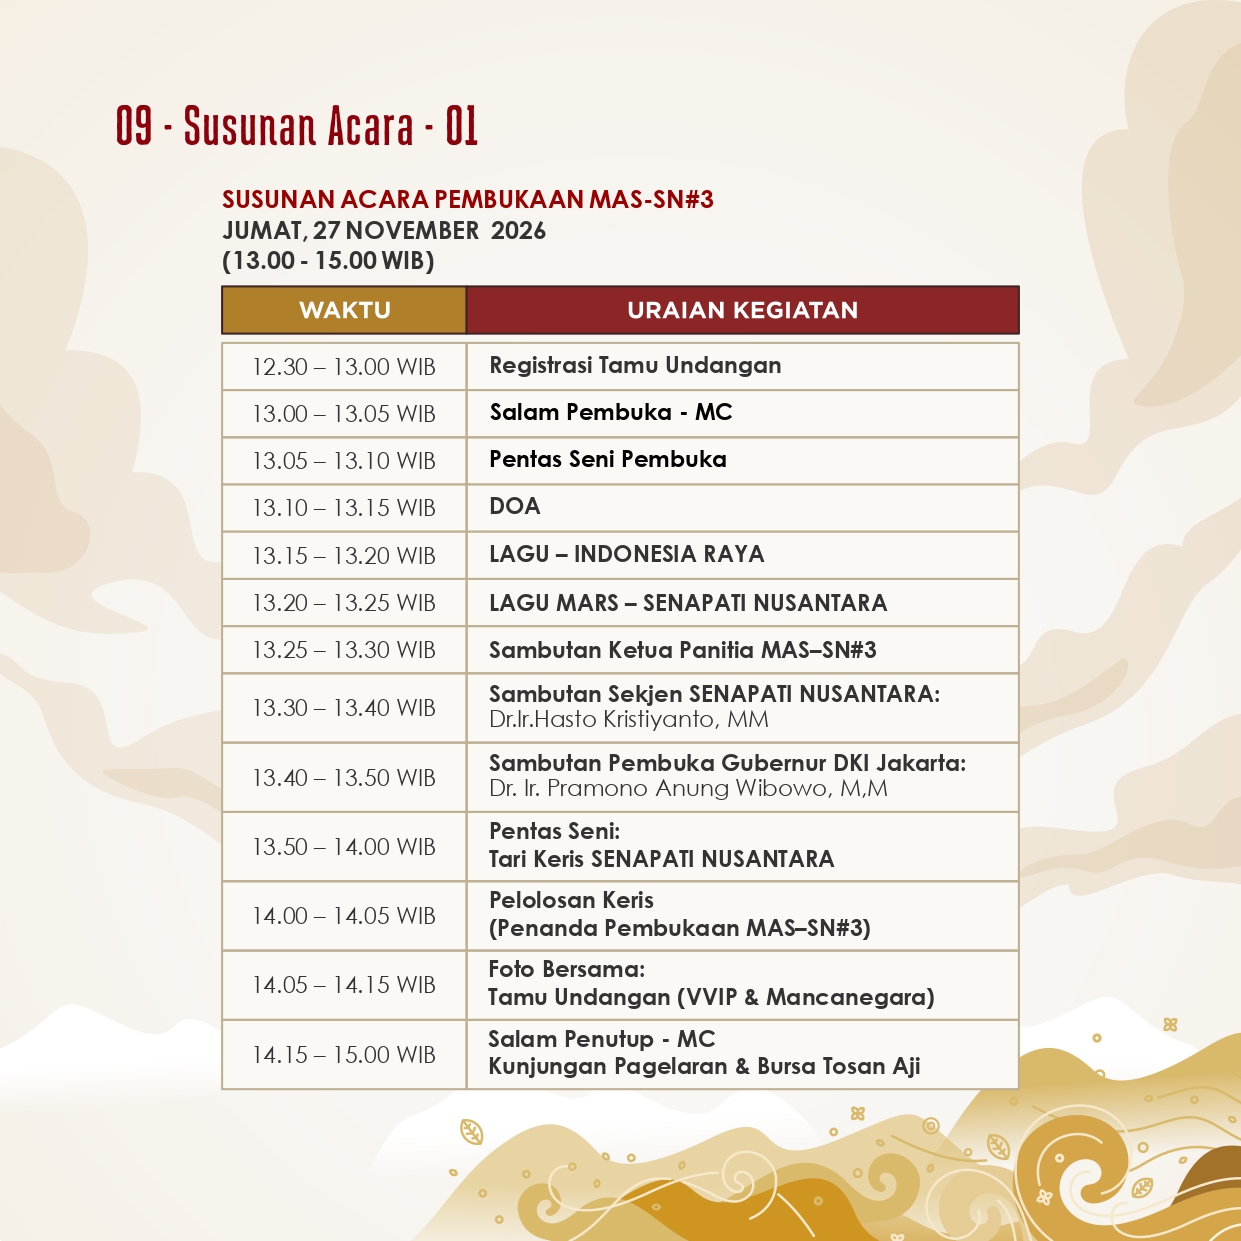 09 - Susunan Acara - 01
SUSUNAN ACARA PEMBUKAAN MAS-SN#3
JUMAT, 27 NOVEMBER 2026
(13.00 - 15.00 WIB)
WAKTU URAIAN KEGIATAN
12.30 – 13.00 WIB Registrasi Tamu Undangan
13.00 – 13.05 WIB Salam Pembuka - MC
13.05 – 13.10 WIB Pentas Seni Pembuka
13.10 – 13.15 WIB DOA
13.15 – 13.20 WIB LAGU – INDONESIA RAYA
13.20 – 13.25 WIB LAGU MARS – SENAPATI NUSANTARA
13.25 – 13.30 WIB Sambutan Ketua Panitia MAS–SN#3
13.30 – 13.40 WIB Sambutan Sekjen SENAPATI NUSANTARA:
Dr.Ir.Hasto Kristiyanto, MM
13.40 – 13.50 WIB Sambutan Pembuka Gubernur DKI Jakarta:
Dr. Ir. Pramono Anung Wibowo, M,M
13.50 – 14.00 WIB Pentas Seni:
Tari Keris SENAPATI NUSANTARA
14.00 – 14.05 WIB Pelolosan Keris
(Penanda Pembukaan MAS–SN#3)
14.05 – 14.15 WIB Foto Bersama:
Tamu Undangan (VVIP & Mancanegara)
14.15 – 15.00 WIB Salam Penutup - MC
Kunjungan Pagelaran & Bursa Tosan Aji